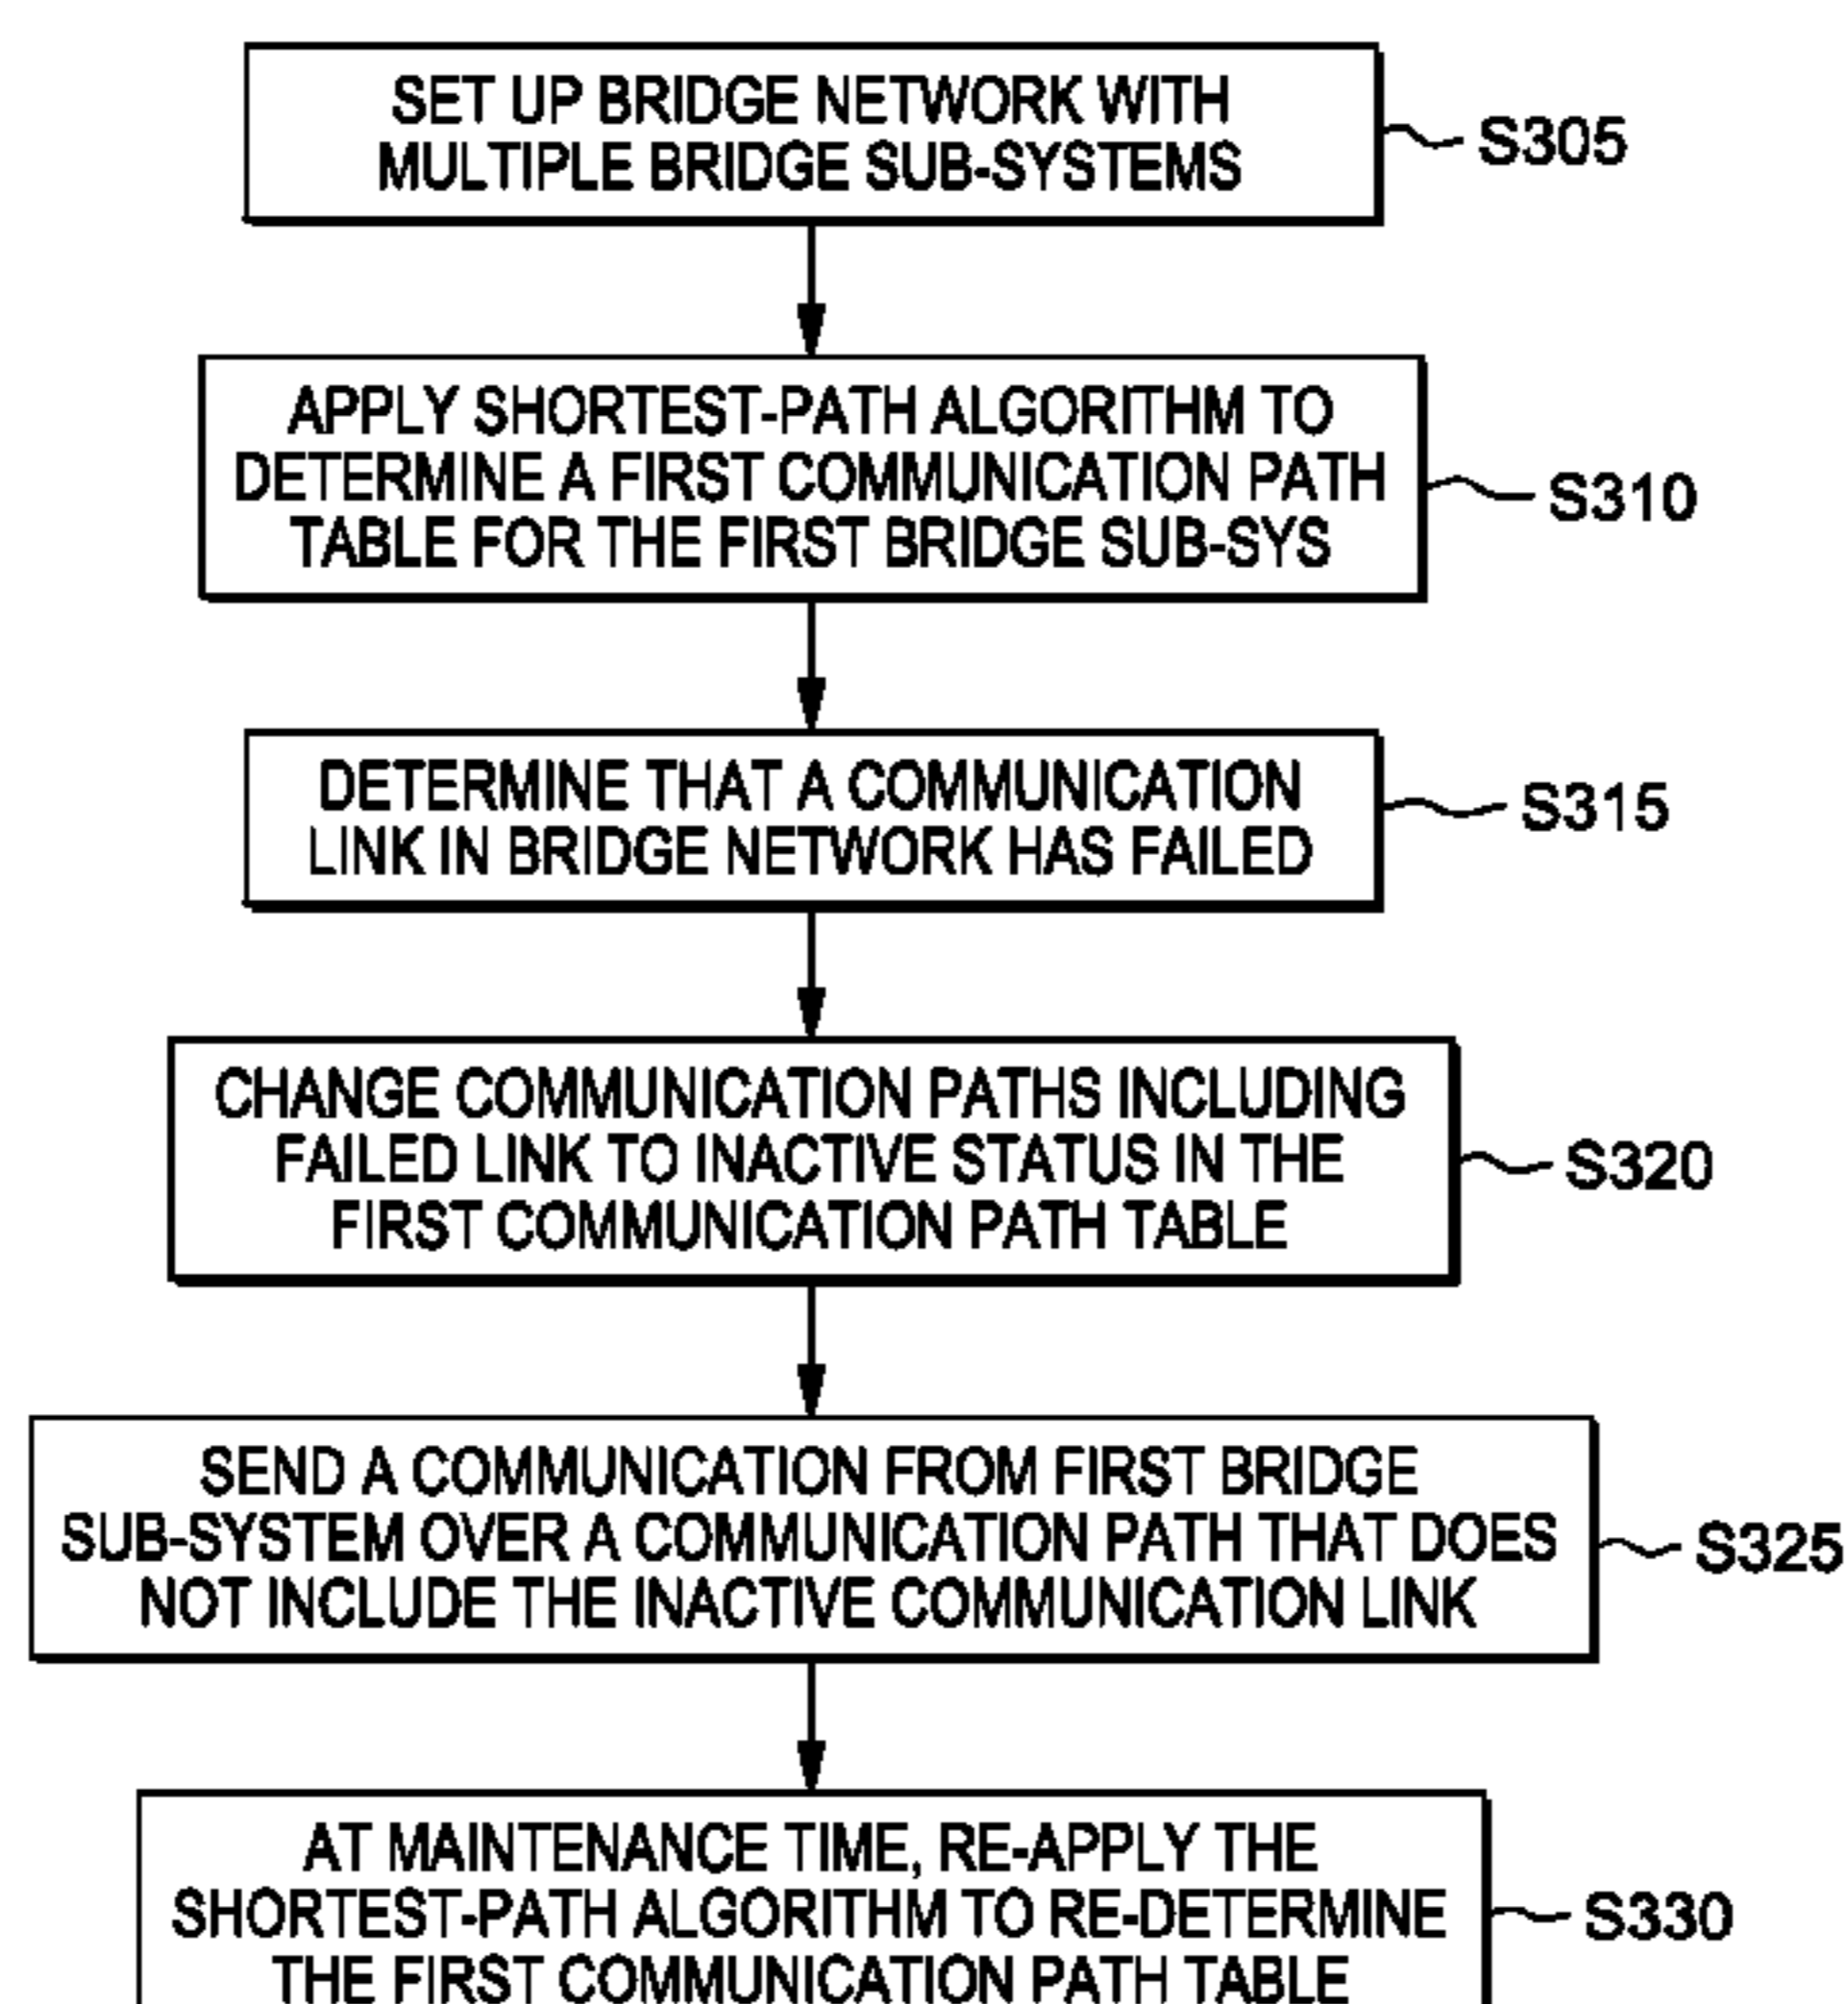 SET UP BRIDGE NETWORK WITH
MULTIPLE BRIDGE SUB-SYSTEMS
S305
APPLY SHORTEST-PATH ALGORITHM TO
DETERMINE A FIRST COMMUNICATION PATH
TABLE FOR THE FIRST BRIDGE SUB-SYS
S310
DETERMINE THAT A COMMUNICATION
LINK IN BRIDGE NETWORK HAS FAILED
S315
CHANGE COMMUNICATION PATHS INCLUDING
FAILED LINK TO INACTIVE STATUS IN THE
FIRST COMMUNICATION PATH TABLE
S320
SEND A COMMUNICATION FROM FIRST BRIDGE
SUB-SYSTEM OVER A COMMUNICATION PATH THAT DOES
NOT INCLUDE THE INACTIVE COMMUNICATION LINK
S325
AT MAINTENANCE TIME, RE-APPLY THE
SHORTEST-PATH ALGORITHM TO RE-DETERMINE
THE FIRST COMMUNICATION PATH TABLE
S330